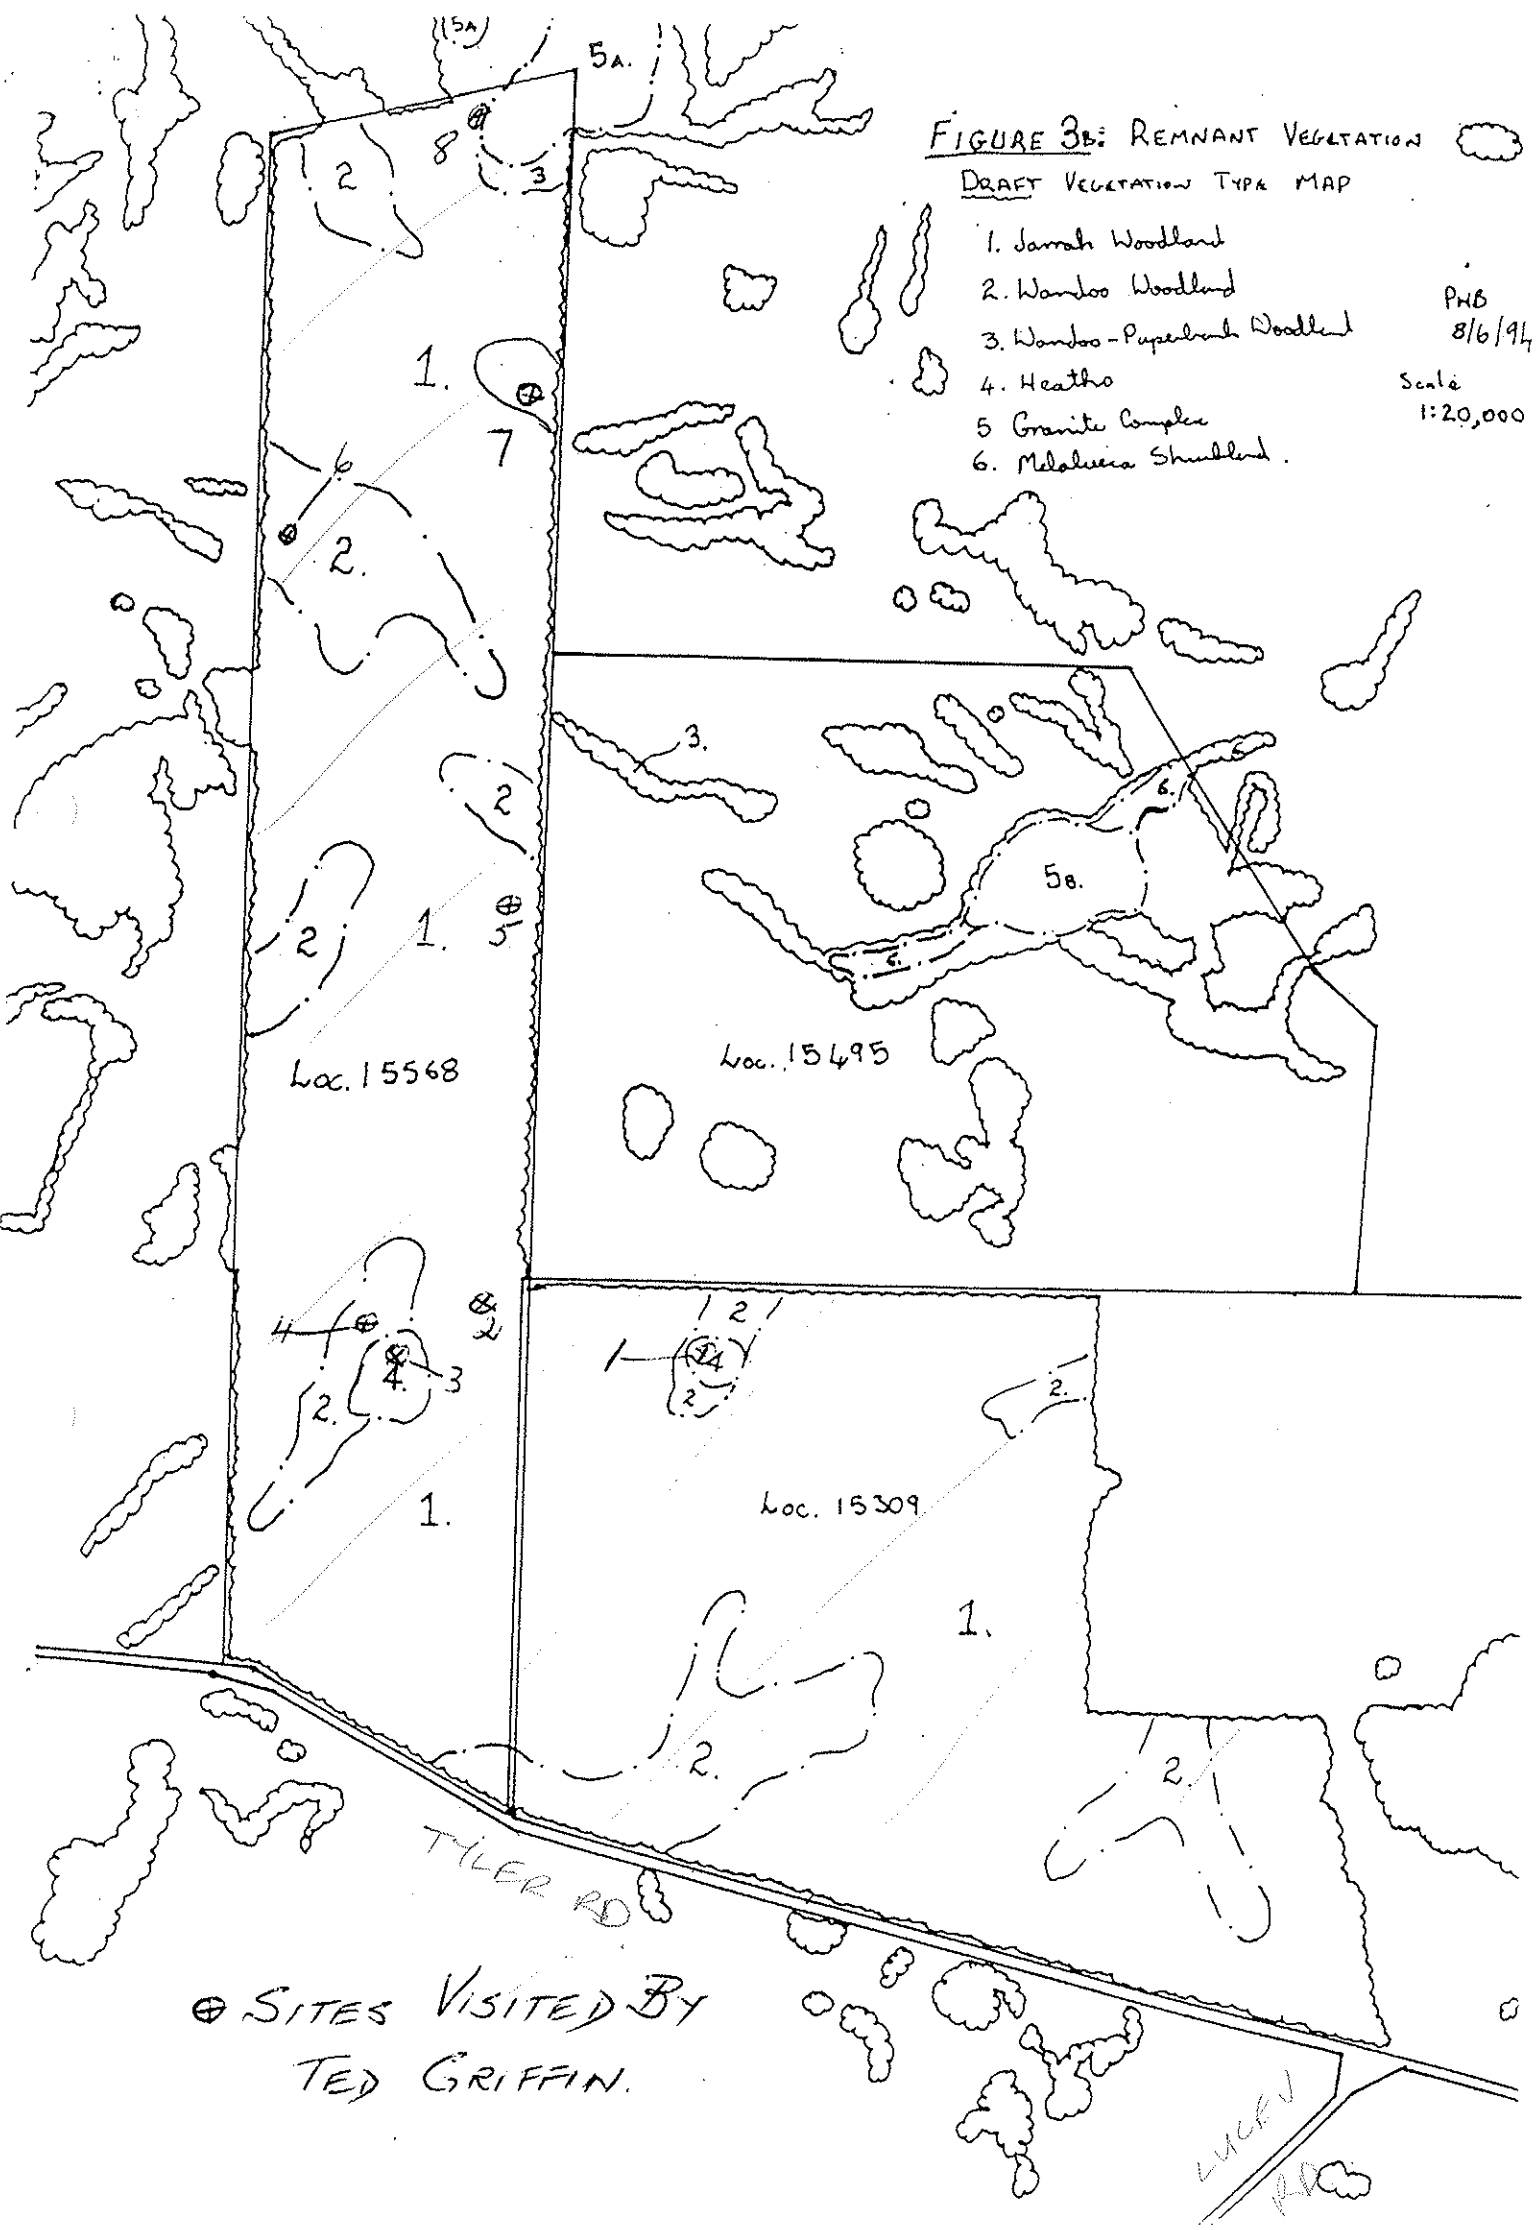 (5A)
5A.
FIGURE 3B: REMNANT VEGETATION
DRAFT VEGETATION TYPE MAP
1. Jarrah Woodland
2. Wandoo Woodland
3. Wandoo-Paperbark Woodland
4. Heaths
5 Granite Complex
6. Melaleuca Shrubland.
PHB
8/6/94
Scale
1:20,000
8
2
3
1.
7
6
2.
3.
2
6.
6.
5B.
2
1.
5
6.
Loc. 15568
Loc. 15495
4
2
2
1
4
4.
3
2.
2
2.
1.
Loc. 15309
1.
2.
2.
TYLER RD
⊕ SITES VISITED BY
TED GRIFFIN.
RD